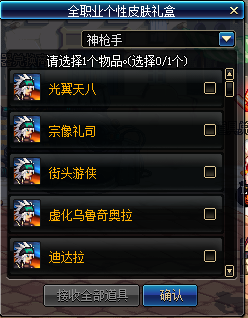 全职业个性皮肤礼盒
神枪手
请选择1个物品。(选择0/1个)
光翼天八
宗像礼司
街头游侠
虚化乌鲁奇奥拉
迪达拉
接收全部道具
确认